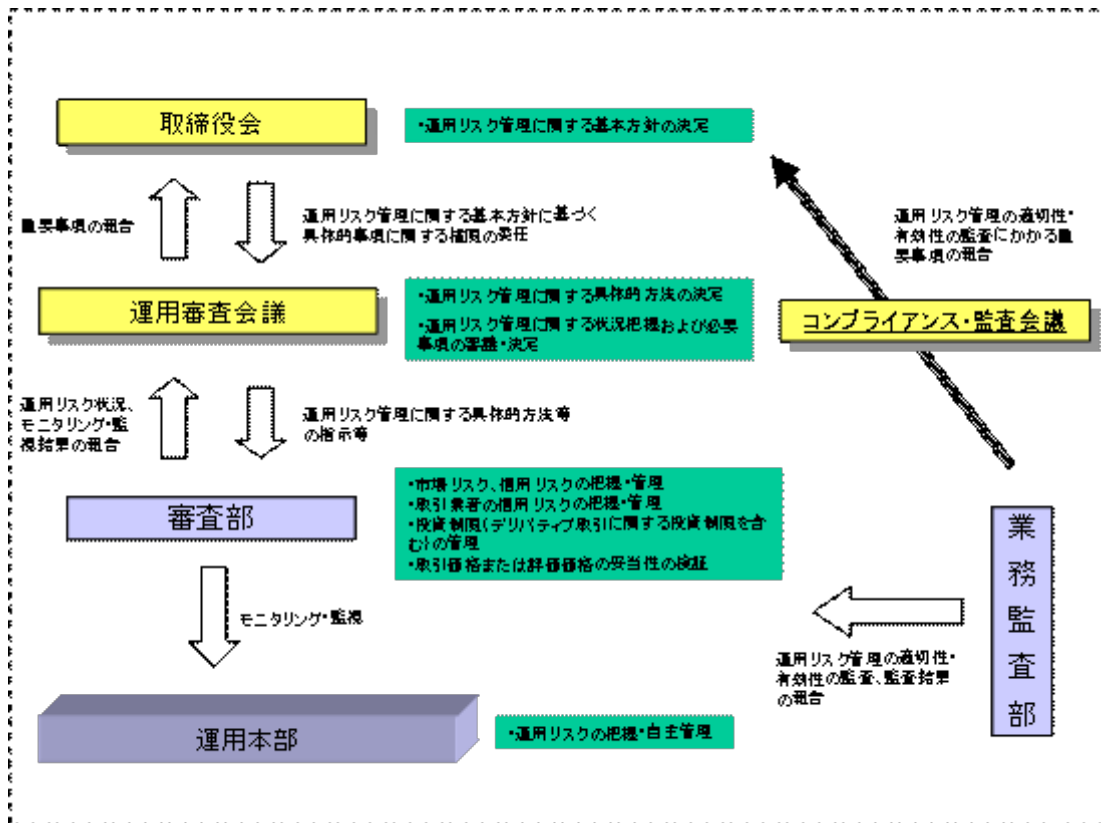 取締役会
・運用リスク管理に関する基本方針の決定
重要事項の報告
運用リスク管理に関する基本方針に基づく
具体的事項に関する権限の委任
運用リスク管理の適切性・
有効性の監査にかかる重
要事項の報告
運用審査会議
・運用リスク管理に関する具体的方法の決定
・運用リスク管理に関する状況把握および必要
事項の審議・決定
コンプライアンス・監査会議
運用リスク状況、
モニタリング・監
視結果の報告
運用リスク管理に関する具体的方法等
の指示等
審査部
・市場リスク、信用リスクの把握・管理
・取引業者の信用リスクの把握・管理
・投資制限(デリバティブ取引に関する投資制限を含
む)の管理
・取引価格または評価価格の妥当性の検証
業務監査部
モニタリング・監視
運用リスク管理の適切性・
有効性の監査、監査結果
の報告
運用本部
・運用リスクの把握・自主管理